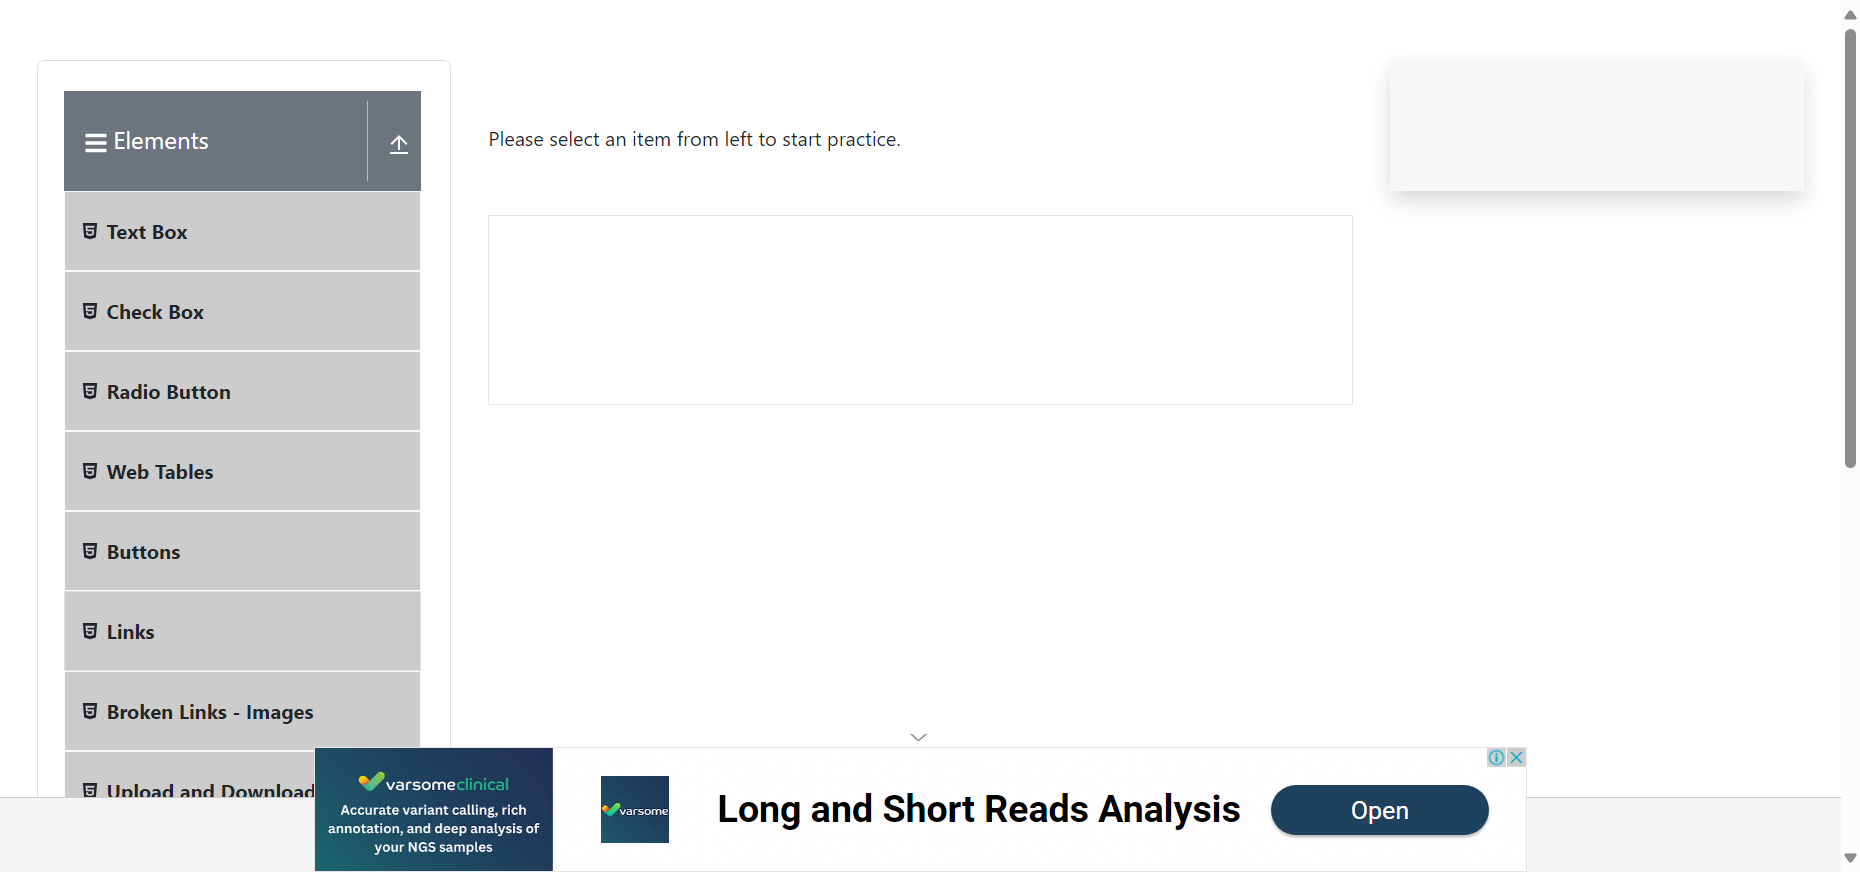 Elements
Please select an item from left to start practice.
Text Box
Check Box
Radio Button
Web Tables
Buttons
Links
Broken Links - Images
Upload and Download
varsomeclinical
Accurate variant calling, rich
annotation, and deep analysis of
your NGS samples
varsome
Long and Short Reads Analysis
Open